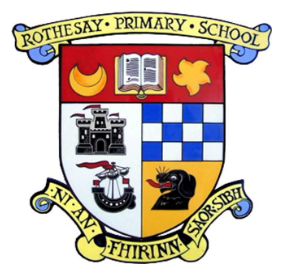 ROTHESAY • PRIMARY • SCHOOL
• NI • AN •
• FHIRINN •
SAOR • SIBH